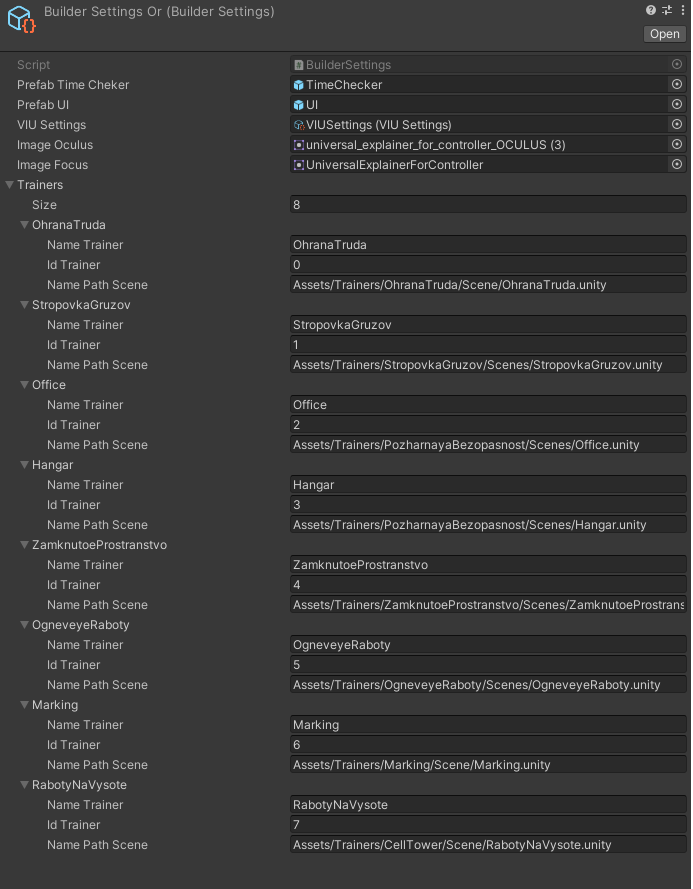 Builder Settings Or (Builder Settings)
Open
Script BuilderSettings
Prefab Time Cheker TimeChecker
Prefab UI UI
VIU Settings VIUSettings (VIU Settings)
Image Oculus universal_explainer_for_controller_OCULUS (3)
Image Focus UniversalExplainerForController
Trainers
Size 8
OhranaTruda
Name Trainer OhranaTruda
Id Trainer 0
Name Path Scene Assets/Trainers/OhranaTruda/Scene/OhranaTruda.unity
StropovkaGruzov
Name Trainer StropovkaGruzov
Id Trainer 1
Name Path Scene Assets/Trainers/StropovkaGruzov/Scenes/StropovkaGruzov.unity
Office
Name Trainer Office
Id Trainer 2
Name Path Scene Assets/Trainers/PozharnayaBezopasnost/Scenes/Office.unity
Hangar
Name Trainer Hangar
Id Trainer 3
Name Path Scene Assets/Trainers/PozharnayaBezopasnost/Scenes/Hangar.unity
ZamknutoeProstranstvo
Name Trainer ZamknutoeProstranstvo
Id Trainer 4
Name Path Scene Assets/Trainers/ZamknutoeProstranstvo/Scenes/ZamknutoeProstrans
OgneveyeRaboty
Name Trainer OgneveyeRaboty
Id Trainer 5
Name Path Scene Assets/Trainers/OgneveyeRaboty/Scenes/OgneveyeRaboty.unity
Marking
Name Trainer Marking
Id Trainer 6
Name Path Scene Assets/Trainers/Marking/Scene/Marking.unity
RabotyNaVysote
Name Trainer RabotyNaVysote
Id Trainer 7
Name Path Scene Assets/Trainers/CellTower/Scene/RabotyNaVysote.unity